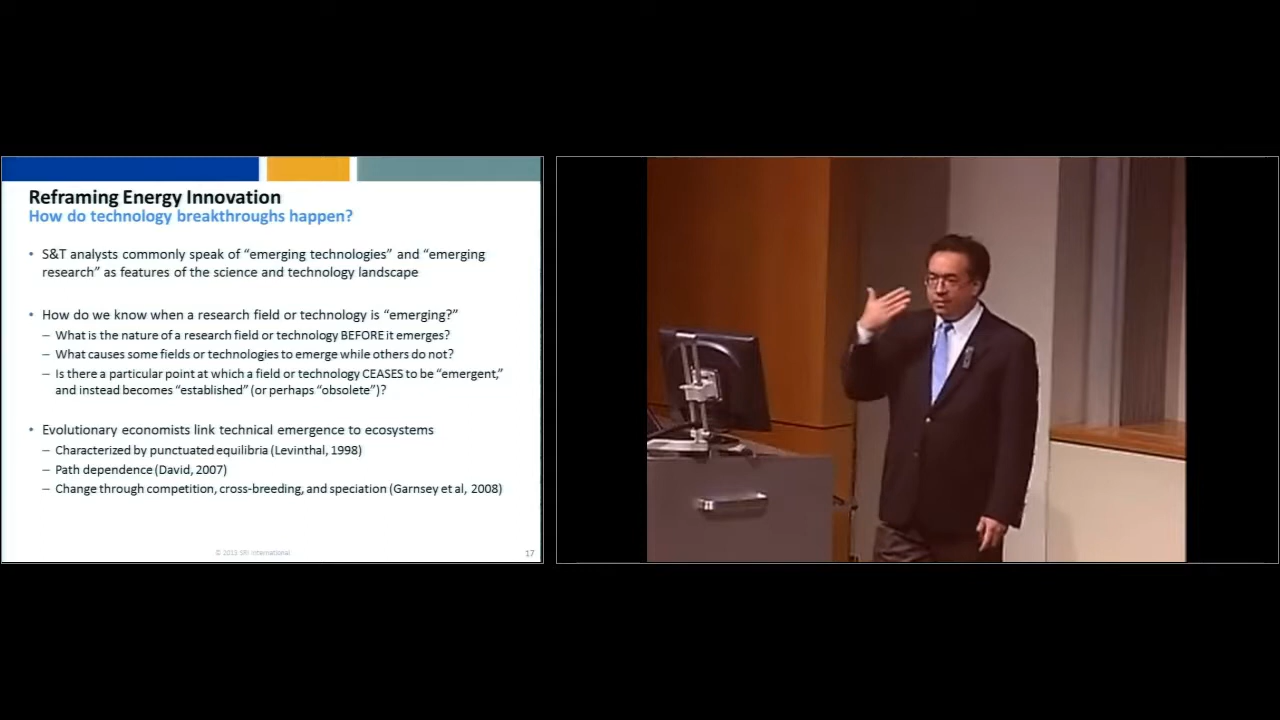 Reframing Energy Innovation
How do technology breakthroughs happen?
• S&T analysts commonly speak of “emerging technologies” and “emerging
research” as features of the science and technology landscape
• How do we know when a research field or technology is “emerging?”
– What is the nature of a research field or technology BEFORE it emerges?
– What causes some fields or technologies to emerge while others do not?
– Is there a particular point at which a field or technology CEASES to be “emergent,”
and instead becomes “established” (or perhaps “obsolete”)?
• Evolutionary economists link technical emergence to ecosystems
– Characterized by punctuated equilibria (Levinthal, 1998)
– Path dependence (David, 2007)
– Change through competition, cross-breeding, and speciation (Garnsey et al, 2008)
© 2013 SRI International
17